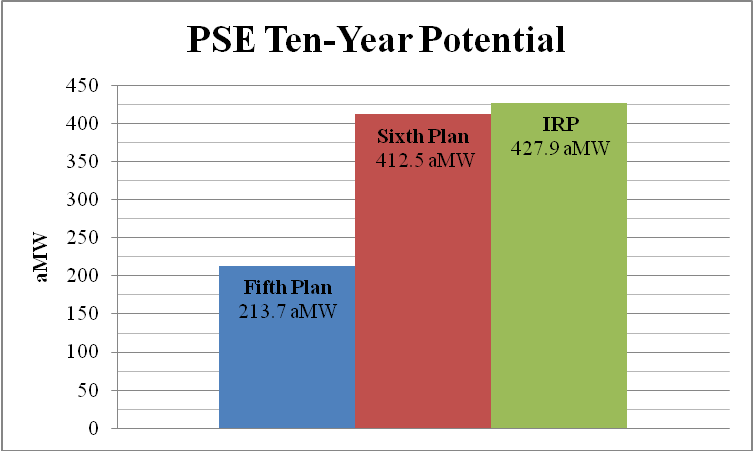 PSE Ten-Year Potential
450
400
350
300
250
200
150
100
50
0
aMW
Fifth Plan
213.7 aMW
Sixth Plan
412.5 aMW
IRP
427.9 aMW